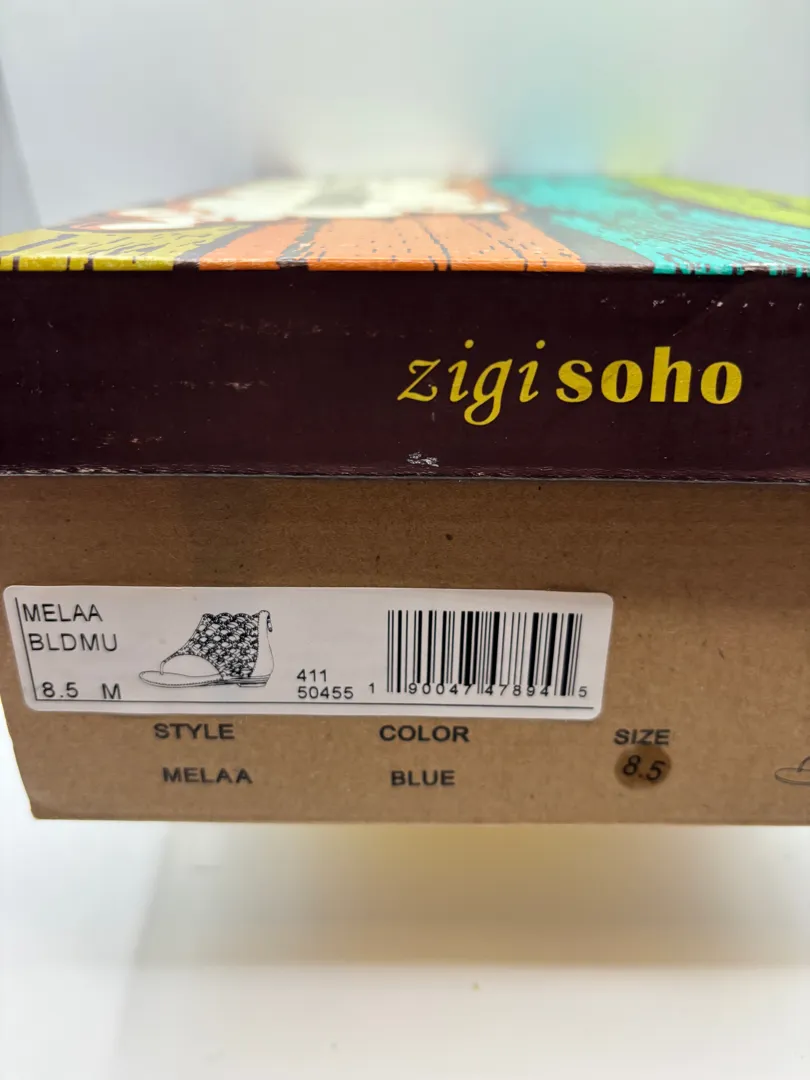 zigi soho
MELAA
BLDMU
8.5 M
411
50455
1 90047 47894 5
STYLE COLOR SIZE
MELAA BLUE 8.5